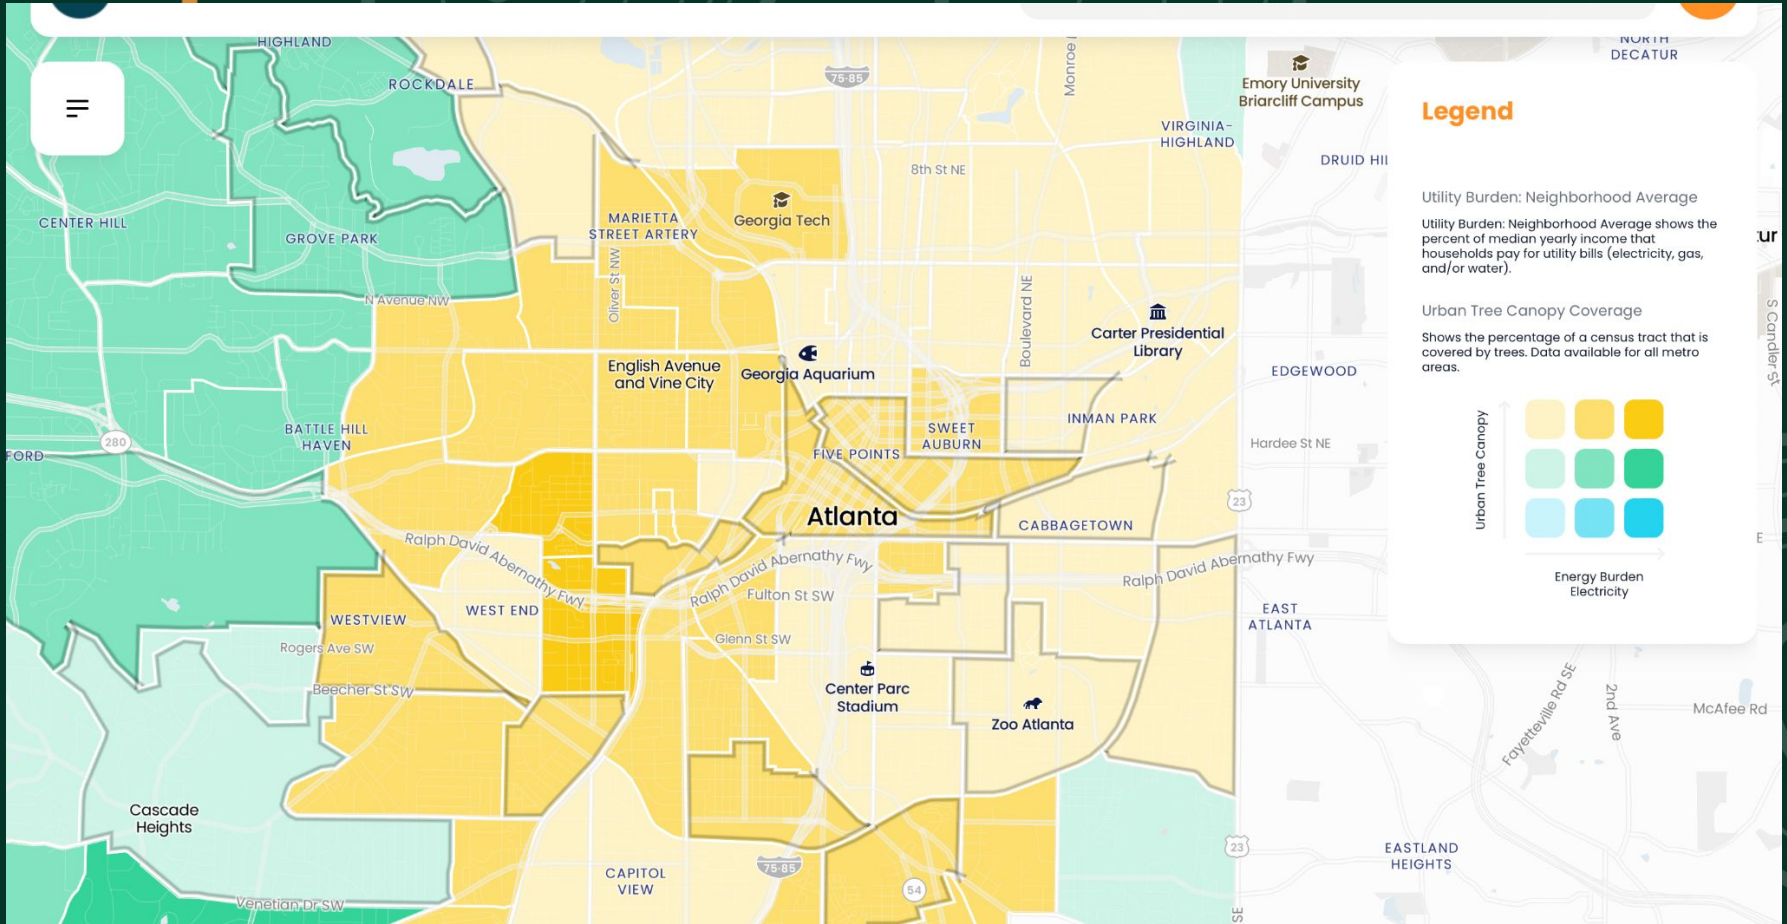 HIGHLAND
ROCKDALE
75-85
Monroe
NORTH
DECATUR
Emory University
Briarcliff Campus
VIRGINIA-
HIGHLAND
DRUID HIL
8th St NE
CENTER HILL
GROVE PARK
MARIETTA
STREET ARTERY
Georgia Tech
N Avenue NW
Oliver St NW
Boulevard NE
Carter Presidential
Library
English Avenue
and Vine City
Georgia Aquarium
EDGEWOOD
280
FORD
BATTLE HILL
HAVEN
SWEET
AUBURN
FIVE POINTS
INMAN PARK
Hardee St NE
23
Atlanta
CABBAGETOWN
Ralph David Abernathy Fwy
Ralph David Abernathy Fwy
Ralph David Abernathy Fwy
Fulton St SW
WEST END
WESTVIEW
Rogers Ave SW
Glenn St SW
EAST
ATLANTA
Beecher St SW
Center Parc
Stadium
Zoo Atlanta
Cascade
Heights
CAPITOL
VIEW
75-85
54
23
Venetian Dr SW
SE
EASTLAND
HEIGHTS
Fayetteville Rd SE
2nd Ave
McAfee Rd
S Candler St
tur
E
Legend
Utility Burden: Neighborhood Average
Utility Burden: Neighborhood Average shows the
percent of median yearly income that
households pay for utility bills (electricity, gas,
and/or water).
Urban Tree Canopy Coverage
Shows the percentage of a census tract that is
covered by trees. Data available for all metro
areas.
Urban Tree Canopy
Energy Burden
Electricity